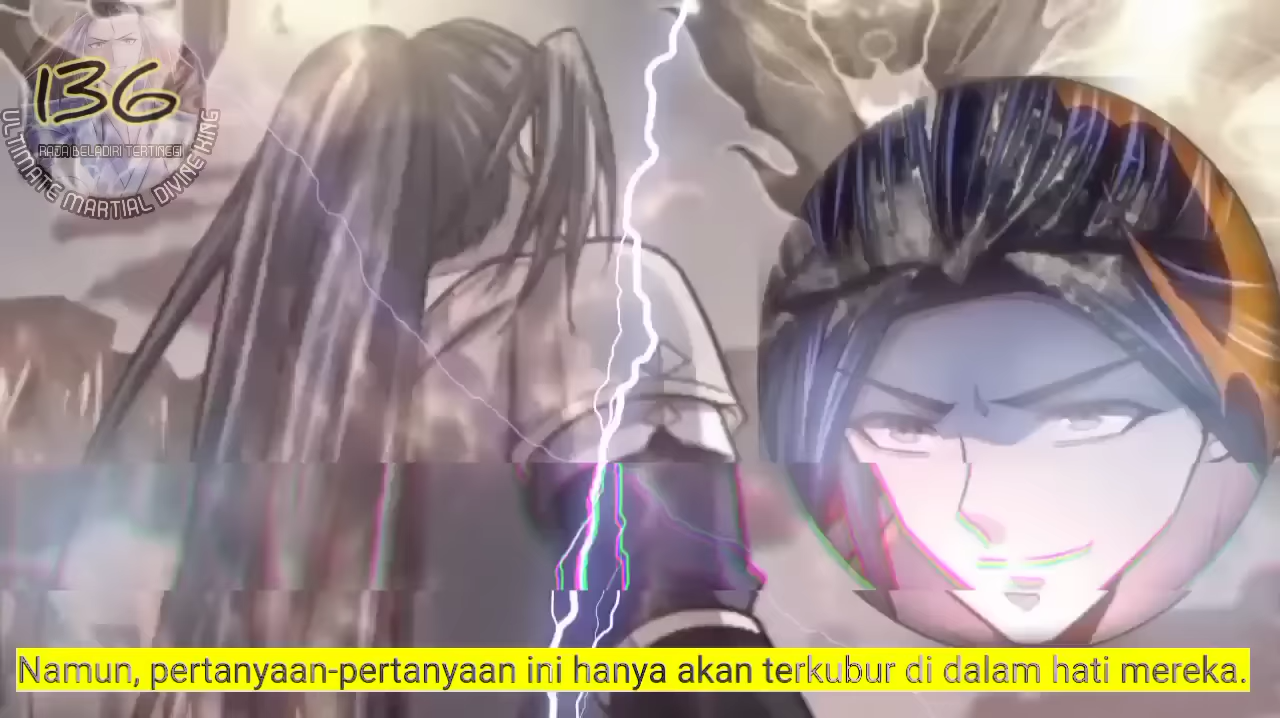 136
RAJA BELADIRI TERTINGGI
ULTIMATE MARTIAL DIVINE KING
Namun, pertanyaan-pertanyaan ini hanya akan terkubur di dalam hati mereka.